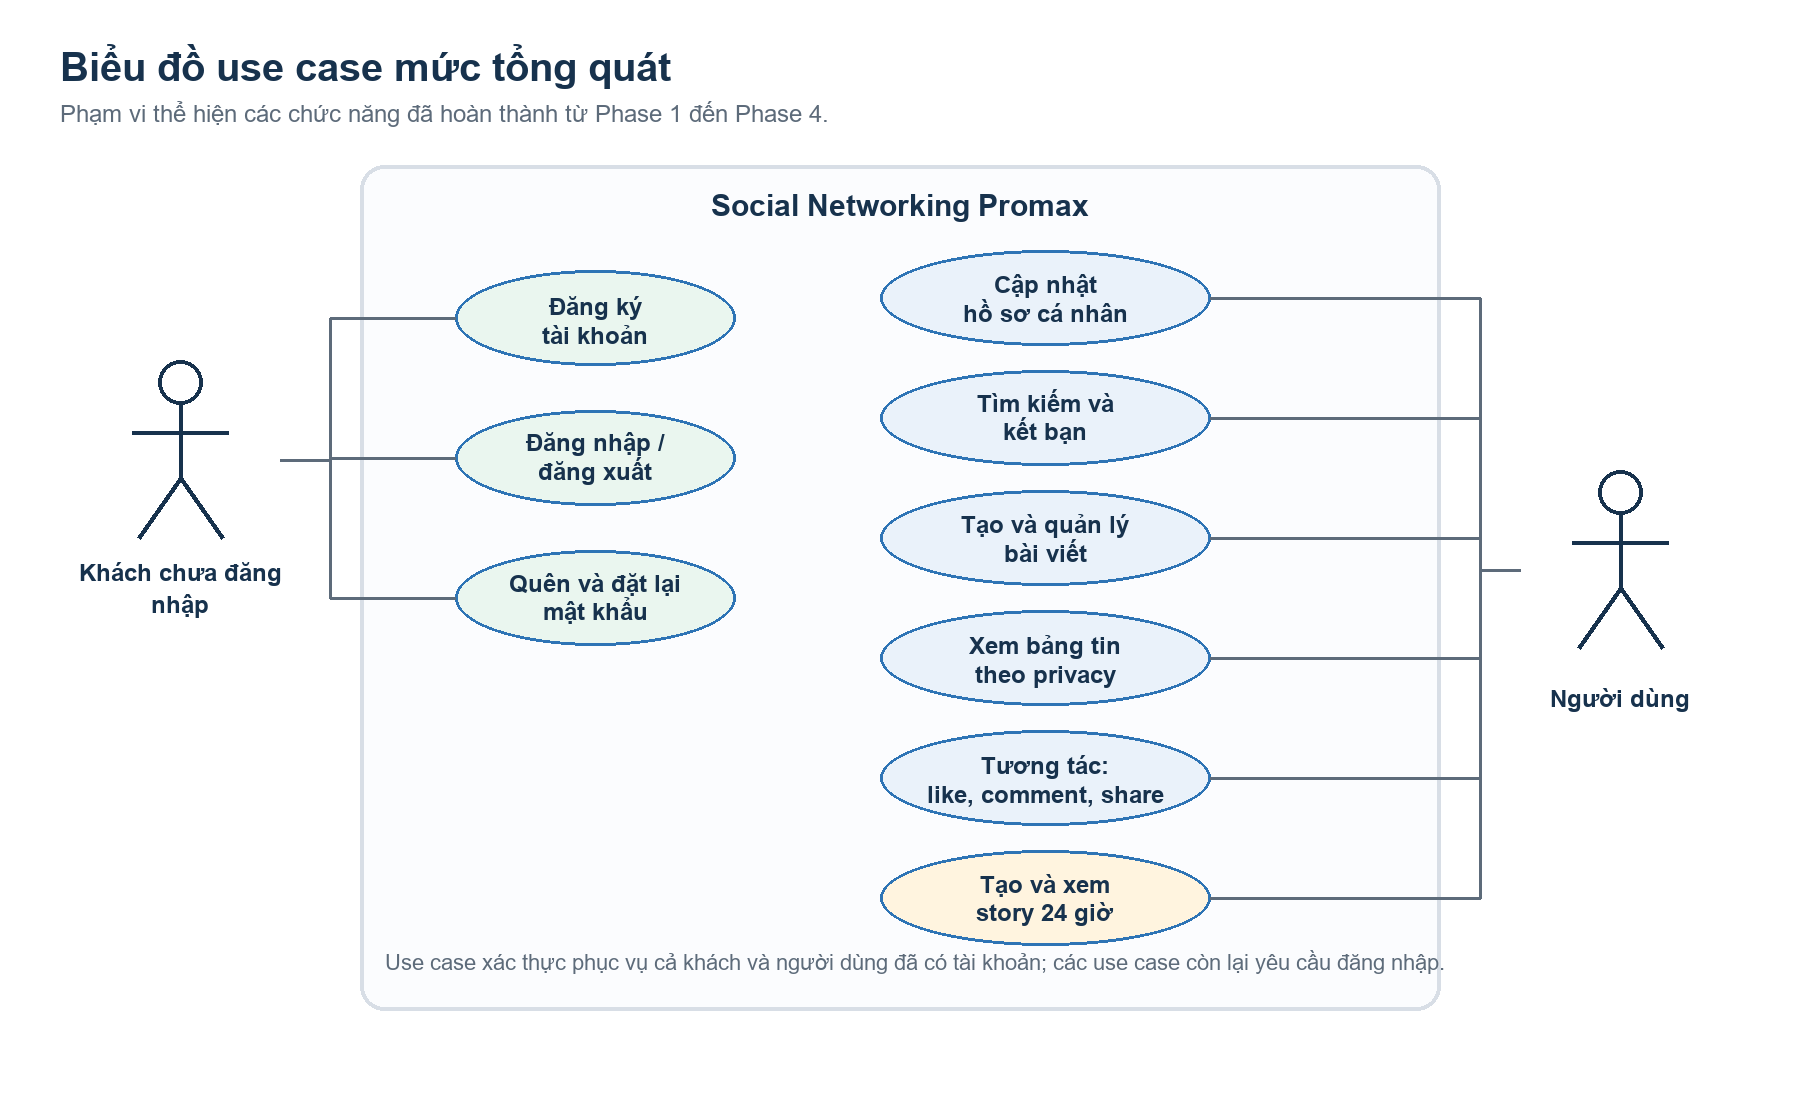 Biểu đồ use case mức tổng quát
Phạm vi thể hiện các chức năng đã hoàn thành từ Phase 1 đến Phase 4.
Social Networking Promax
Đăng ký
tài khoản
Đăng nhập /
đăng xuất
Quên và đặt lại
mật khẩu
Khách chưa đăng
nhập
Cập nhật
hồ sơ cá nhân
Tìm kiếm và
kết bạn
Tạo và quản lý
bài viết
Xem bảng tin
theo privacy
Tương tác:
like, comment, share
Tạo và xem
story 24 giờ
Người dùng
Use case xác thực phục vụ cả khách và người dùng đã có tài khoản; các use case còn lại yêu cầu đăng nhập.